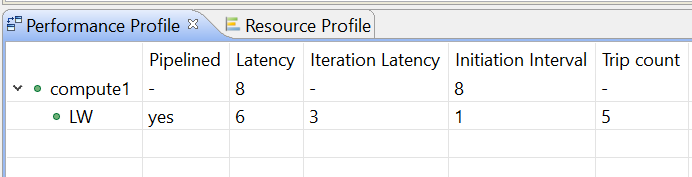 Performance Profile Resource Profile
Pipelined Latency Iteration Latency Initiation Interval Trip count
compute1 - 8 - 8 -
LW yes 6 3 1 5